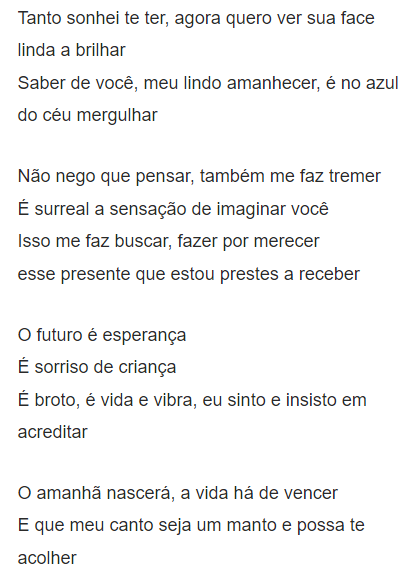 Tanto sonhei te ter, agora quero ver sua face
linda a brilhar
Saber de você, meu lindo amanhecer, é no azul
do céu mergulhar
Não nego que pensar, também me faz tremer
É surreal a sensação de imaginar você
Isso me faz buscar, fazer por merecer
esse presente que estou prestes a receber
O futuro é esperança
É sorriso de criança
É broto, é vida e vibra, eu sinto e insisto em
acreditar
O amanhã nascerá, a vida há de vencer
E que meu canto seja um manto e possa te
acolher